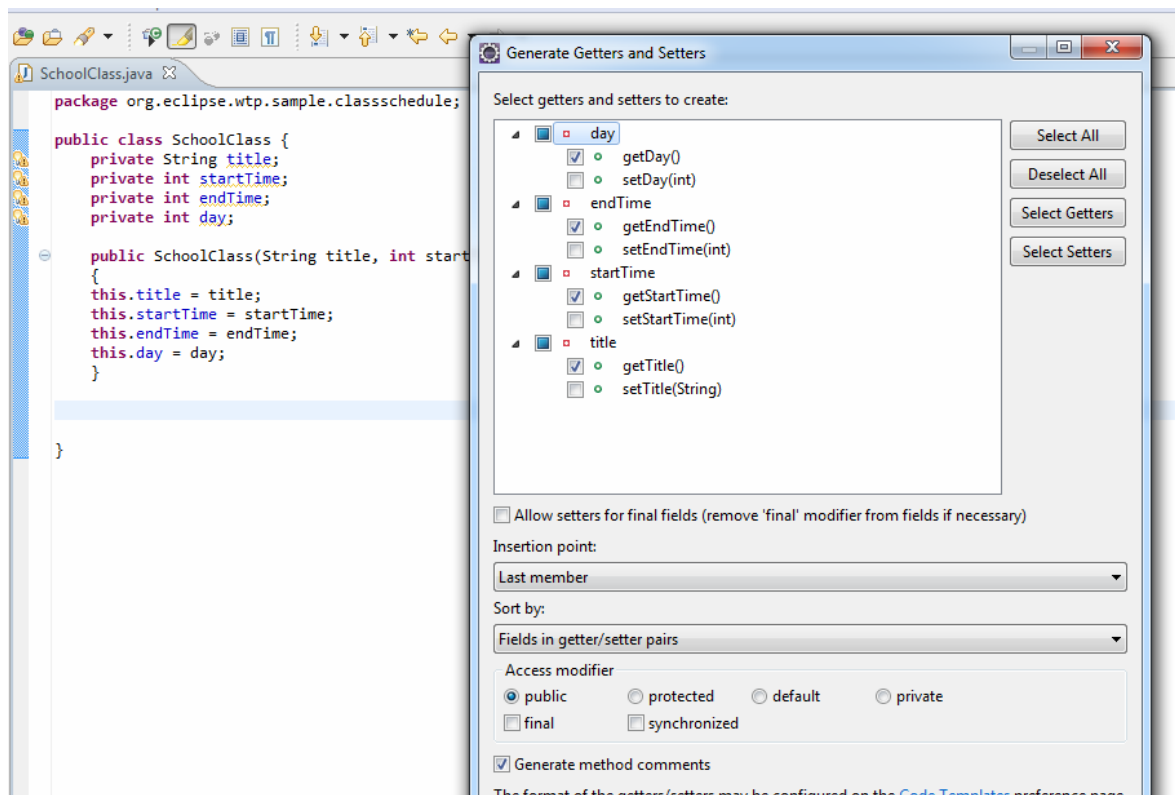 SchoolClass.java
package org.eclipse.wtp.sample.classschedule;
public class SchoolClass {
private String title;
private int startTime;
private int endTime;
private int day;
public SchoolClass(String title, int start
{
this.title = title;
this.startTime = startTime;
this.endTime = endTime;
this.day = day;
}
}
Generate Getters and Setters
Select getters and setters to create:
day
getDay()
setDay(int)
endTime
getEndTime()
setEndTime(int)
startTime
getStartTime()
setStartTime(int)
title
getTitle()
setTitle(String)
Select All
Deselect All
Select Getters
Select Setters
Allow setters for final fields (remove 'final' modifier from fields if necessary)
Insertion point:
Last member
Sort by:
Fields in getter/setter pairs
Access modifier
public protected default private
final synchronized
Generate method comments
The format of the getters/setters may be configured on the Code Templates preference page